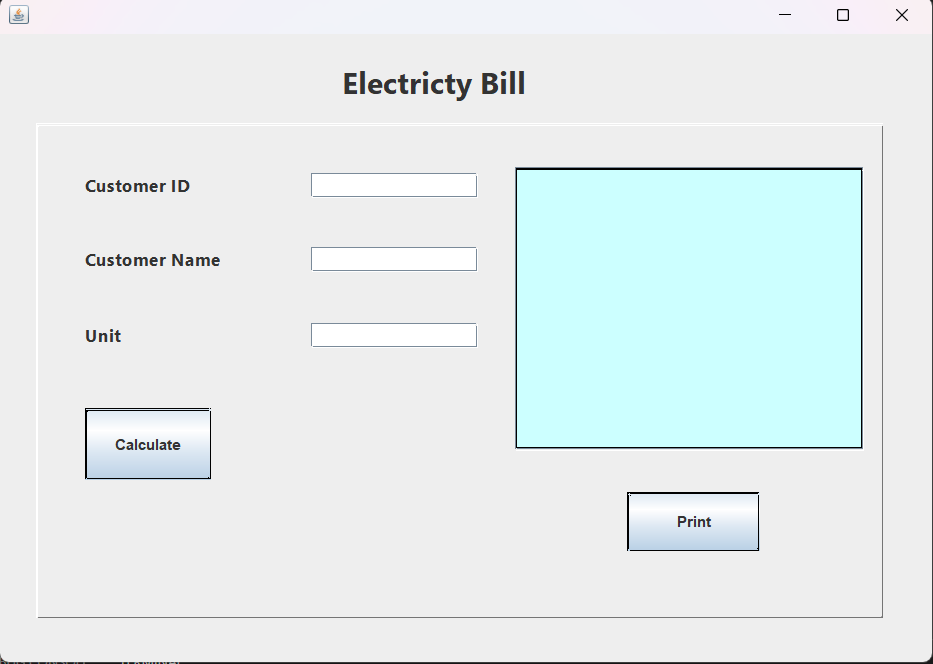 Electricty Bill
Customer ID
Customer Name
Unit
Calculate
Print